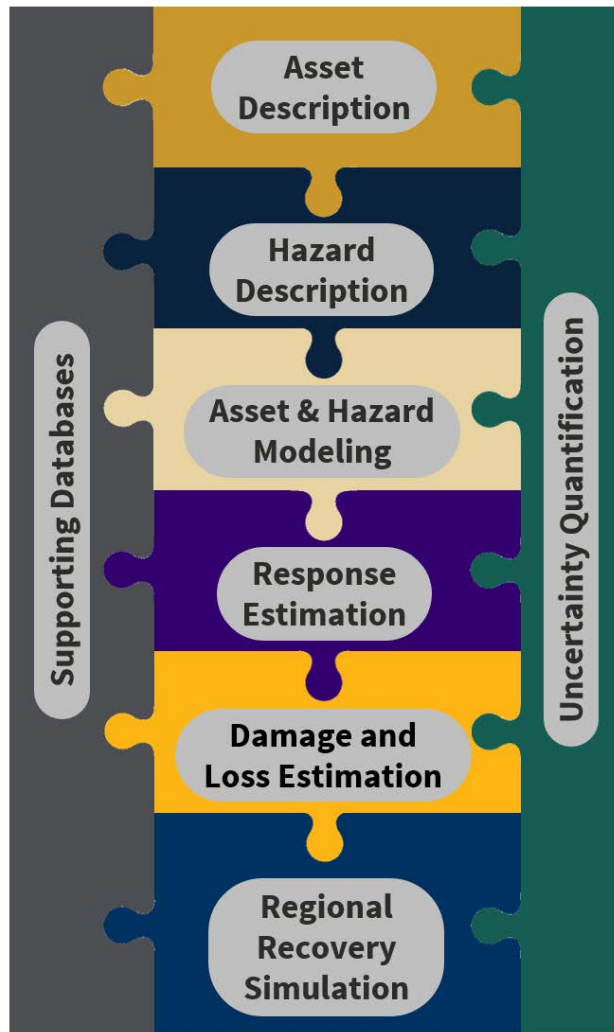 Asset
Description
Hazard
Description
Asset & Hazard
Modeling
Response
Estimation
Damage and
Loss Estimation
Regional
Recovery
Simulation
Supporting Databases
Uncertainty Quantification